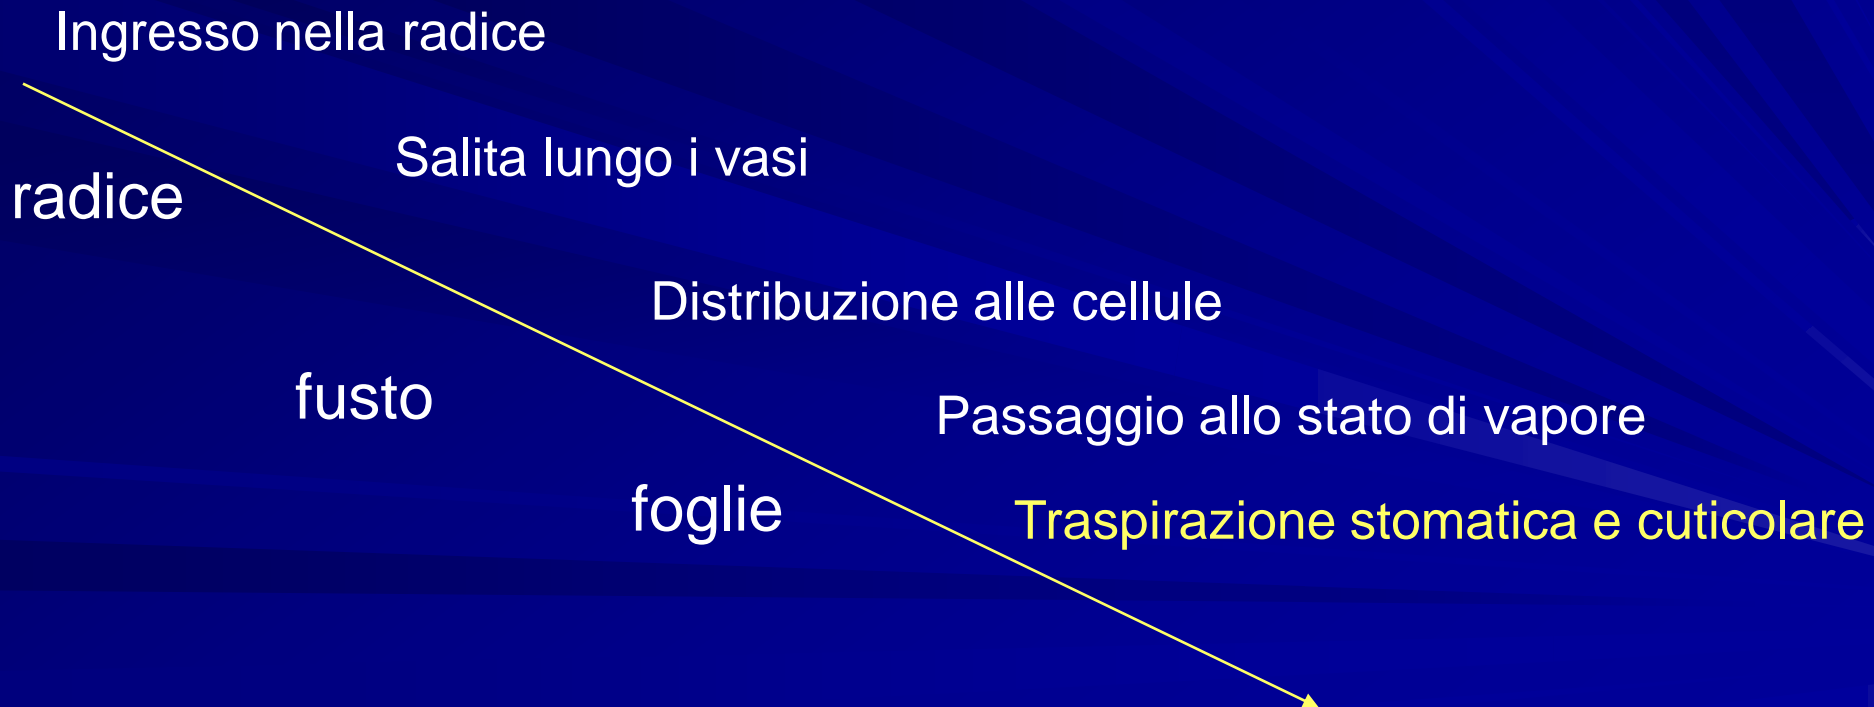 Ingresso nella radice
Salita lungo i vasi
radice
Distribuzione alle cellule
fusto
Passaggio allo stato di vapore
foglie
Traspirazione stomatica e cuticolare